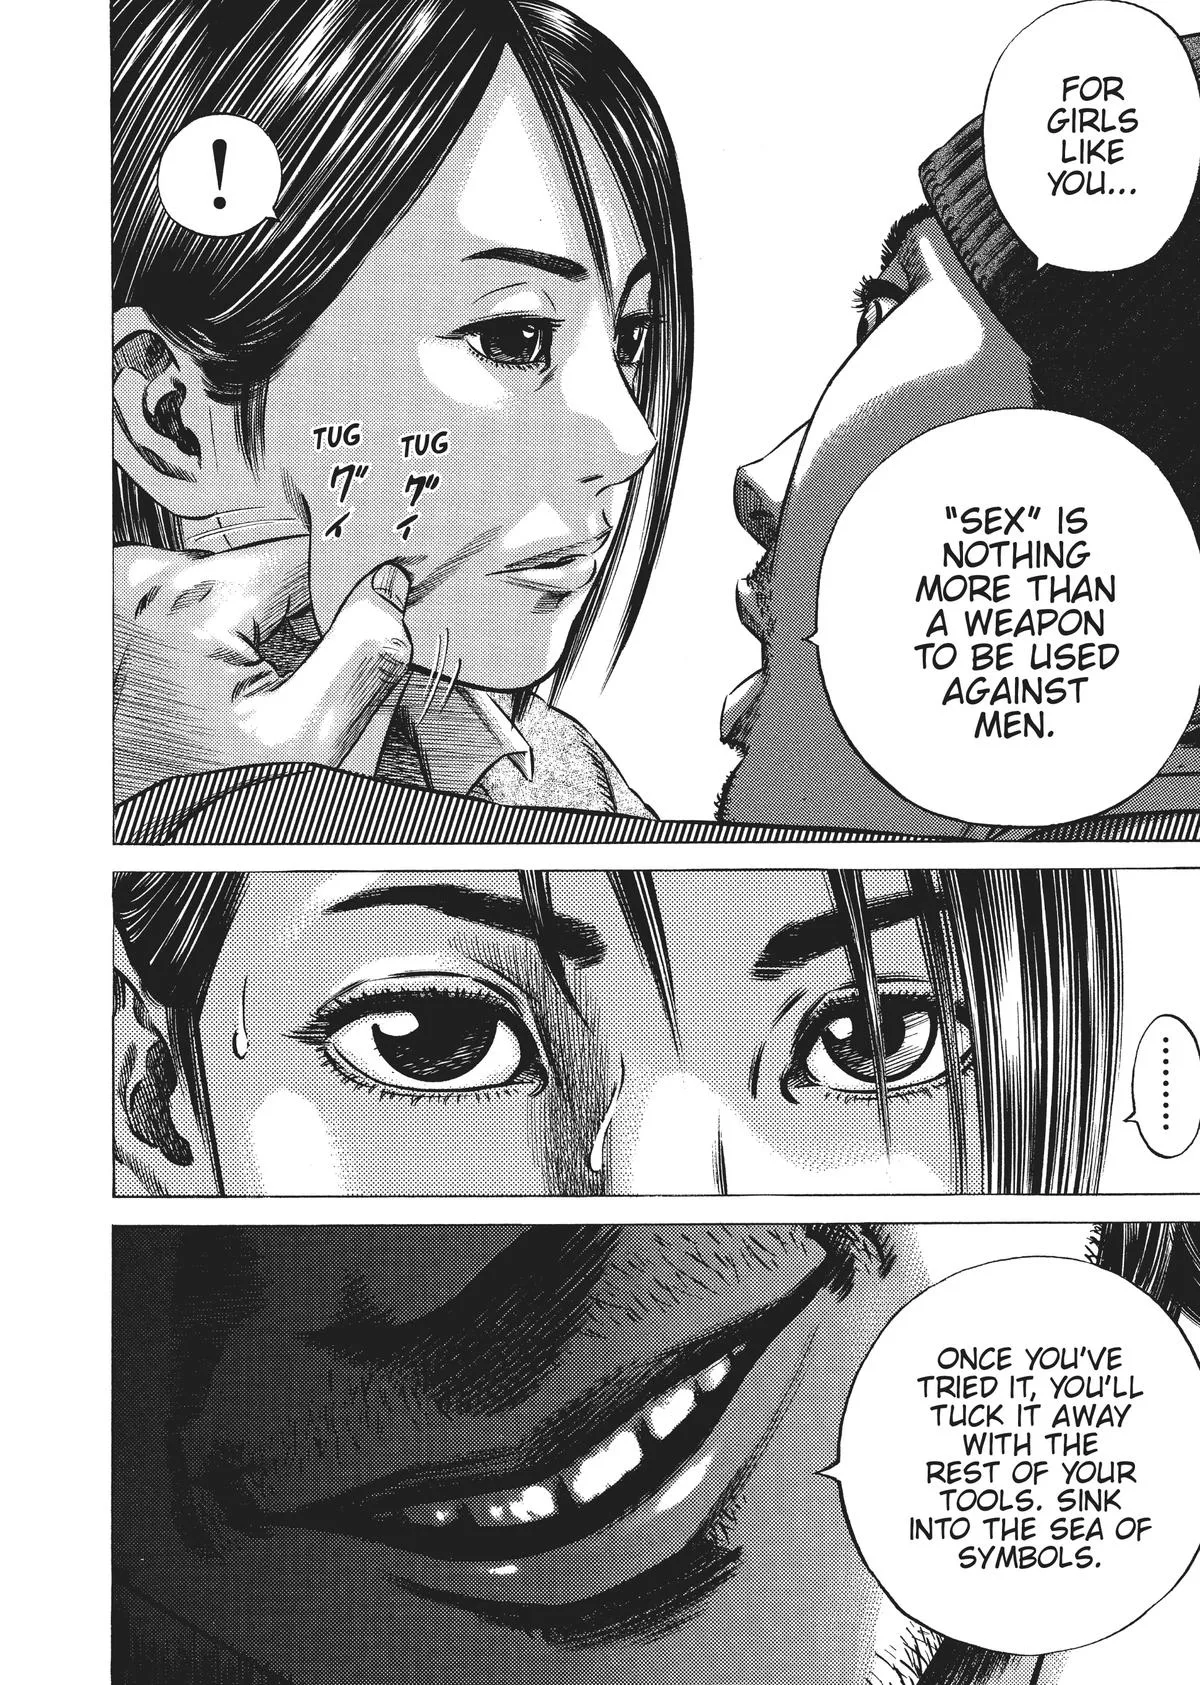 FOR
GIRLS
LIKE
YOU...
!
"SEX" IS
NOTHING
MORE THAN
A WEAPON
TO BE USED
AGAINST
MEN.
TUG
グィ
TUG
グィ
.........
ONCE YOU'VE
TRIED IT, YOU'LL
TUCK IT AWAY
WITH THE
REST OF YOUR
TOOLS. SINK
INTO THE SEA OF
SYMBOLS.